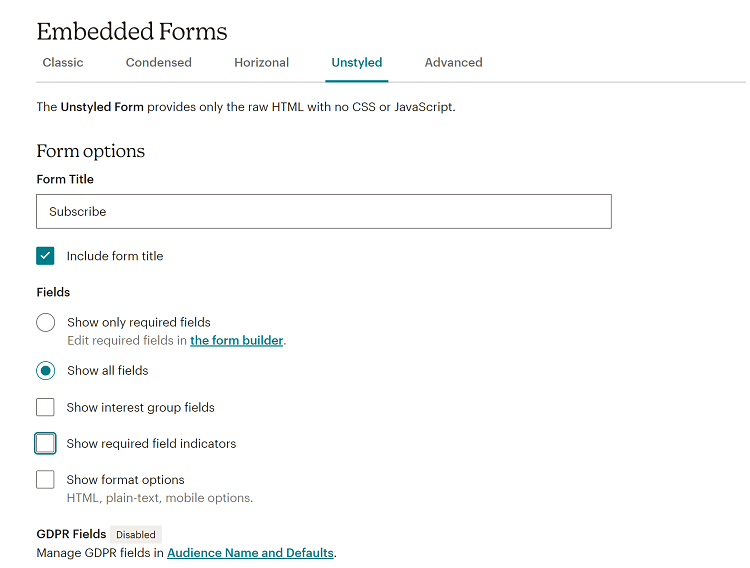 Embedded Forms
Classic Condensed Horizonal Unstyled Advanced
The Unstyled Form provides only the raw HTML with no CSS or JavaScript.
Form options
Form Title
Subscribe
Include form title
Fields
Show only required fields
Edit required fields in the form builder.
Show all fields
Show interest group fields
Show required field indicators
Show format options
HTML, plain-text, mobile options.
GDPR Fields Disabled
Manage GDPR fields in Audience Name and Defaults.